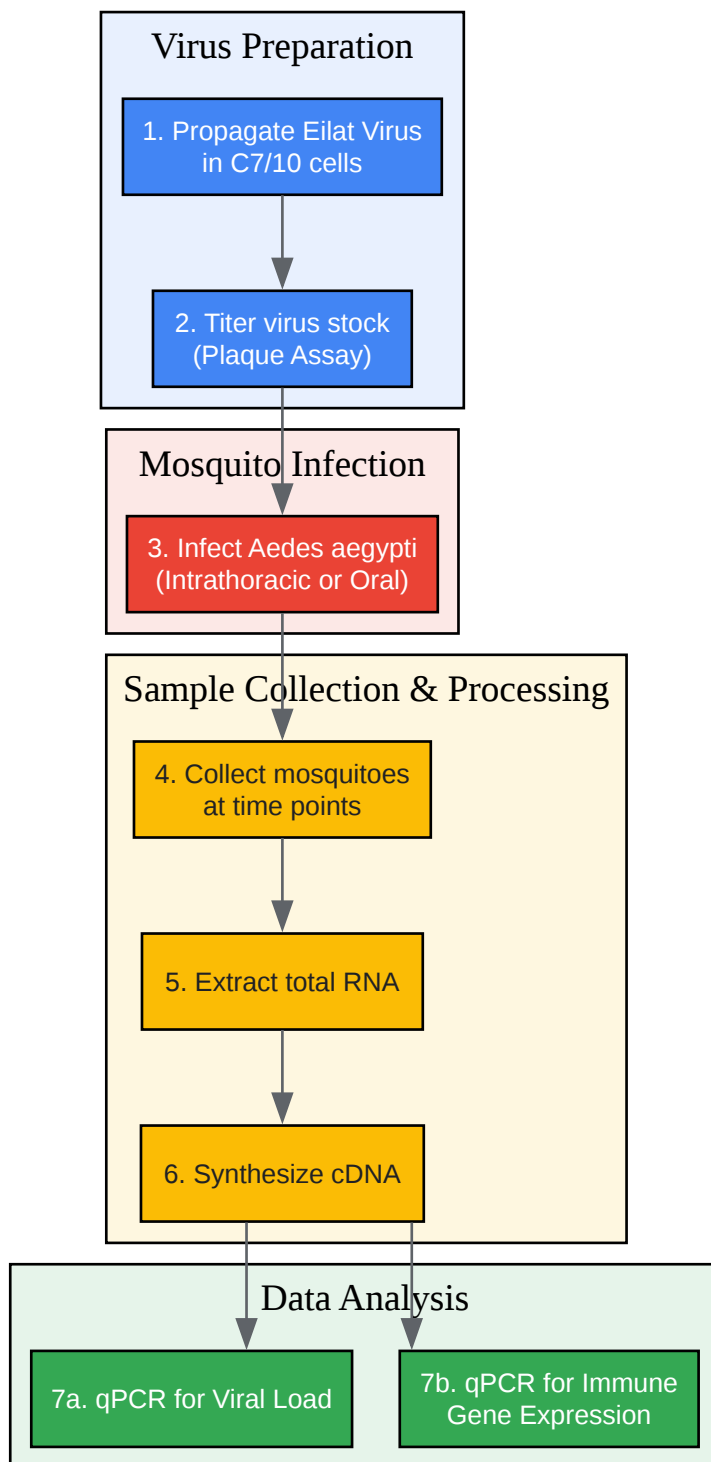 Virus Preparation
1. Propagate Eilat Virus
in C7/10 cells
2. Titer virus stock
(Plaque Assay)
Mosquito Infection
3. Infect Aedes aegypti
(Intrathoracic or Oral)
Sample Collection & Processing
4. Collect mosquitoes
at time points
5. Extract total RNA
6. Synthesize cDNA
Data Analysis
7a. qPCR for Viral Load
7b. qPCR for Immune
Gene Expression